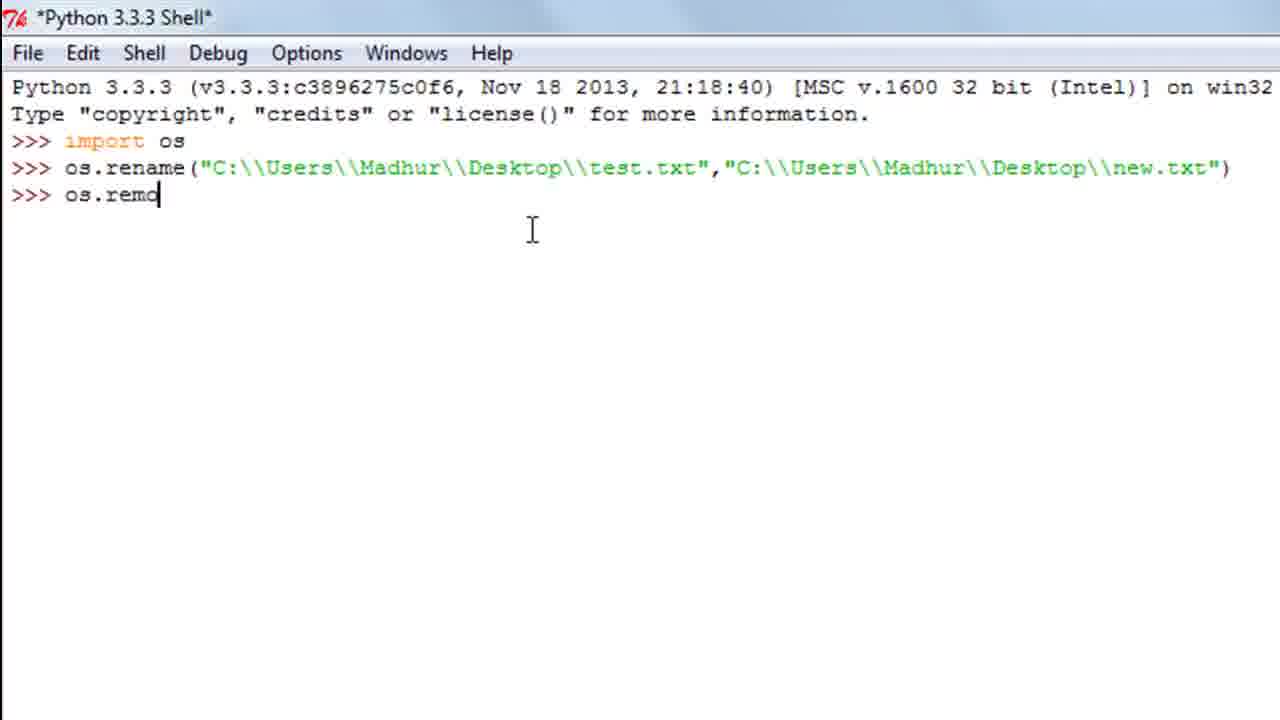 *Python 3.3.3 Shell*
File Edit Shell Debug Options Windows Help
Python 3.3.3 (v3.3.3:c3896275c0f6, Nov 18 2013, 21:18:40) [MSC v.1600 32 bit (Intel)] on win32
Type "copyright", "credits" or "license()" for more information.
>>> import os
>>> os.rename("C:\\Users\\Madhur\\Desktop\\test.txt","C:\\Users\\Madhur\\Desktop\\new.txt")
>>> os.remo